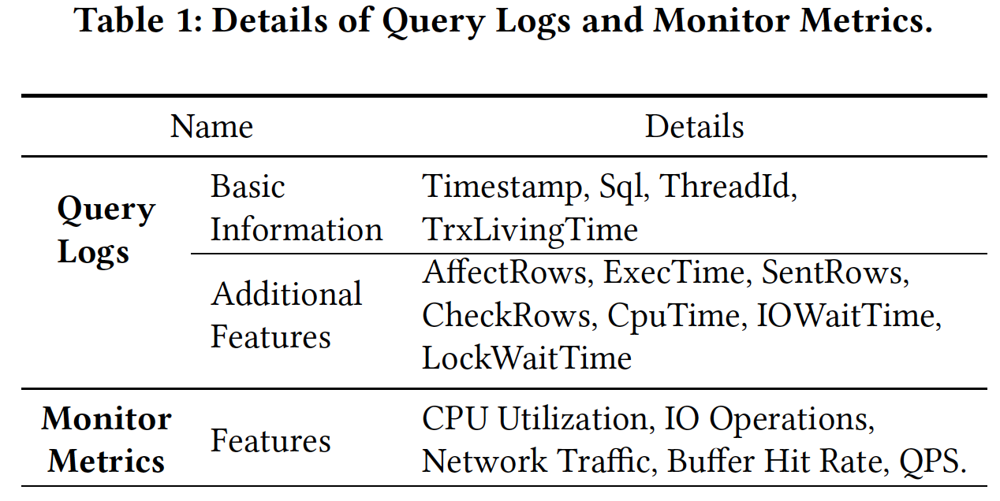 Table 1: Details of Query Logs and Monitor Metrics.
Name Details
Query
Logs
Basic
Information
Timestamp, Sql, ThreadId,
TrxLivingTime
Additional
Features
AffectRows, ExecTime, SentRows,
CheckRows, CpuTime, IOWaitTime,
LockWaitTime
Monitor
Metrics
Features
CPU Utilization, IO Operations,
Network Traffic, Buffer Hit Rate, QPS.